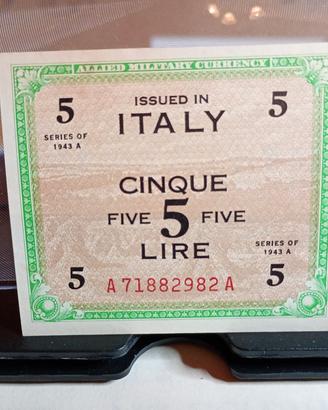 ALLIED MILITARY CURRENCY
5 ISSUED IN 5
ITALY
SERIES OF
1943 A
CINQUE
FIVE 5 FIVE
LIRE
SERIES OF
1943 A
5 A71882982A 5